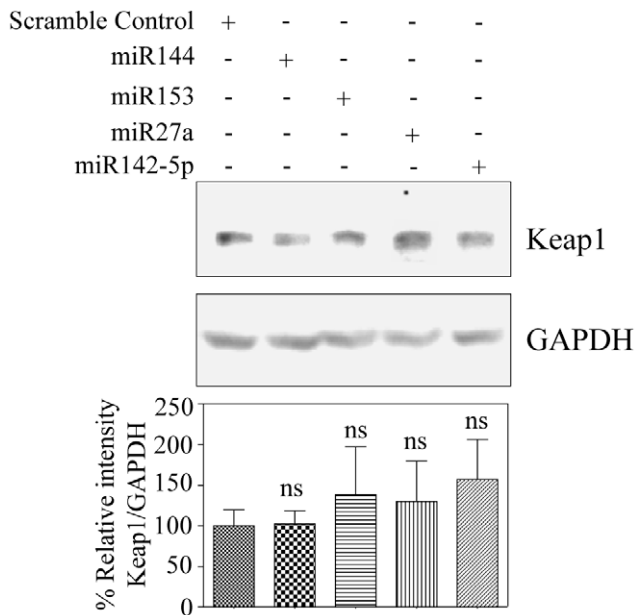 Scramble Control + - - - -
miR144 - + - - -
miR153 - - + - -
miR27a - - - + -
miR142-5p - - - - +
Keap1
GAPDH
% Relative intensity
Keap1/GAPDH
250
200
150
100
50
0
ns
ns
ns
ns